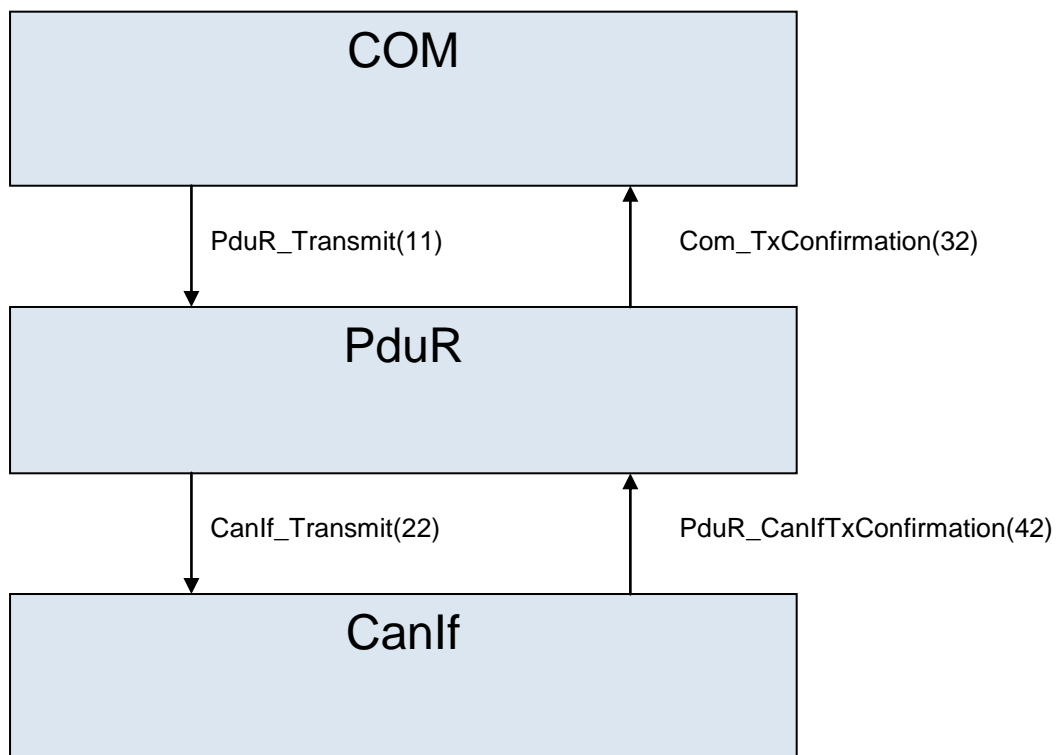 COM
PduR_Transmit(11)
Com_TxConfirmation(32)
PduR
CanIf_Transmit(22)
PduR_CanIfTxConfirmation(42)
CanIf